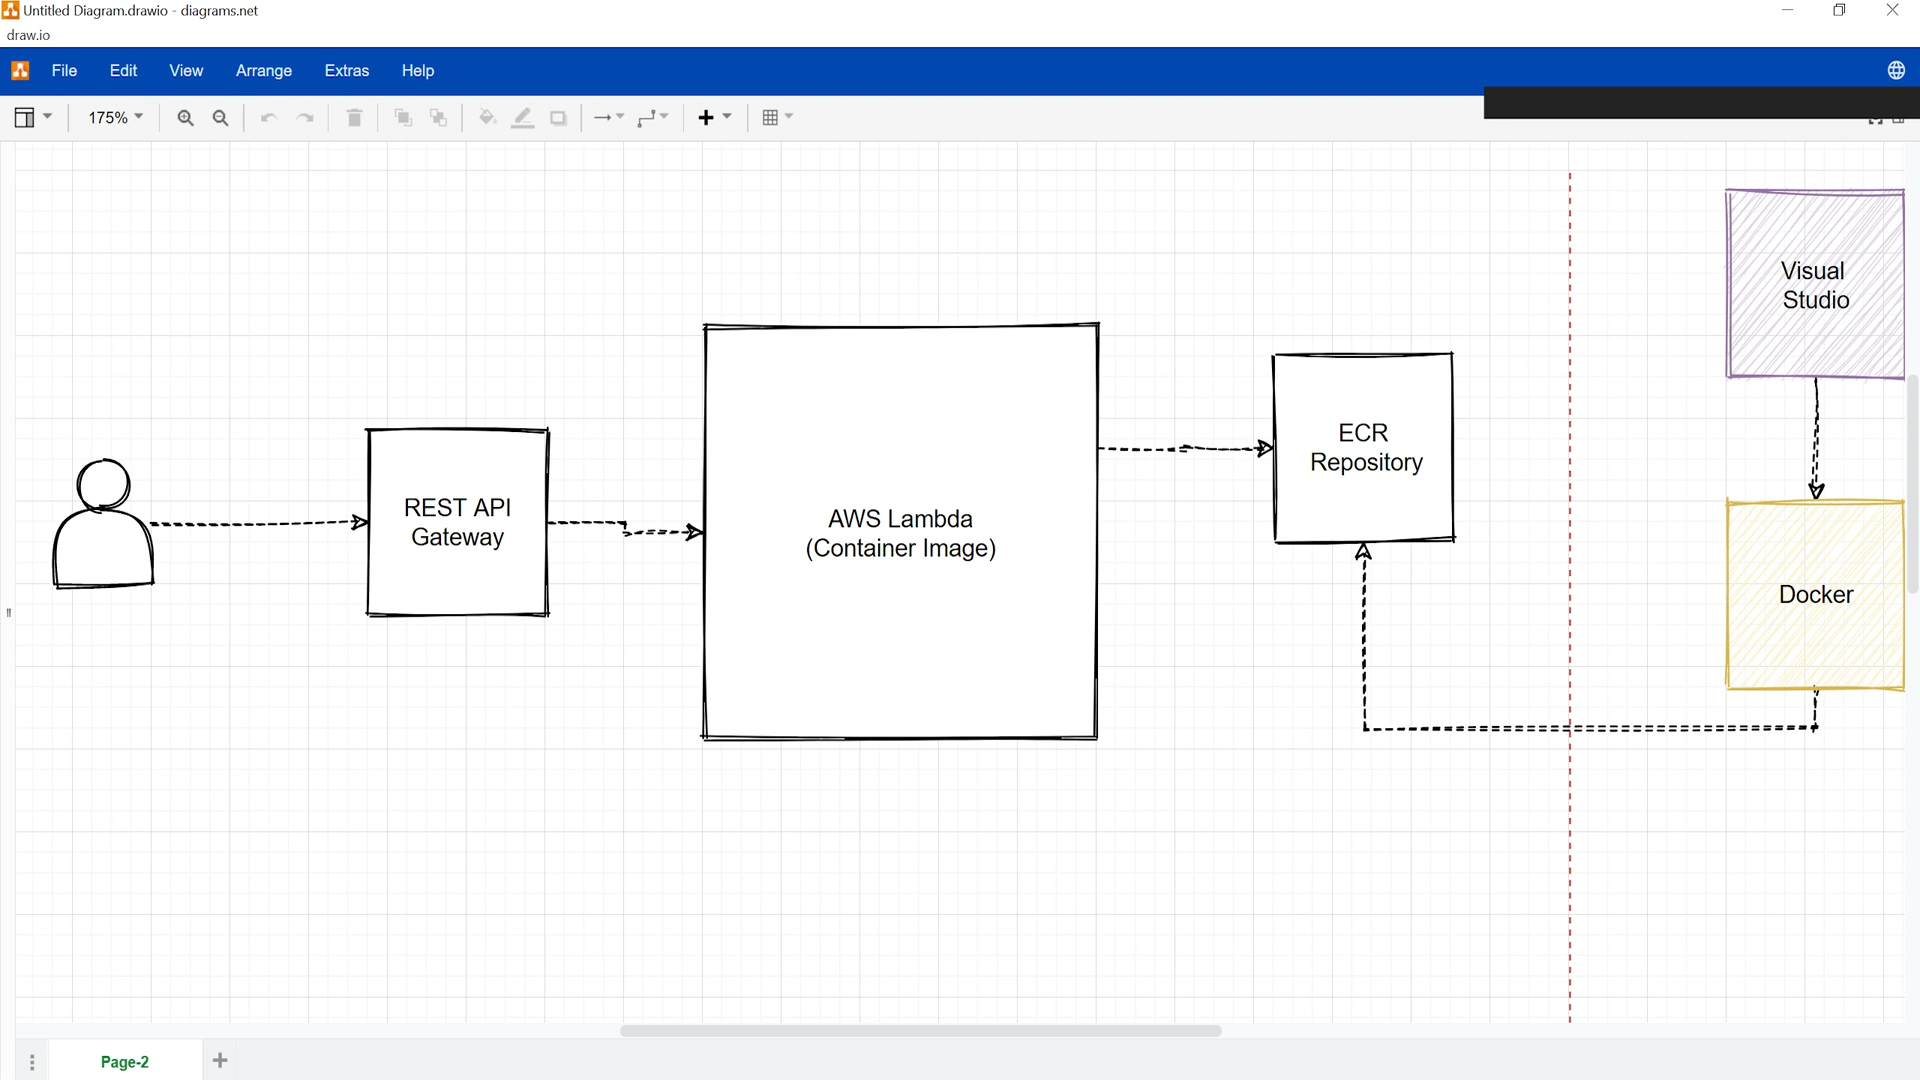 Untitled Diagram.drawio - diagrams.net
draw.io
File Edit View Arrange Extras Help
175%
Visual
Studio
ECR
Repository
REST API
Gateway
AWS Lambda
(Container Image)
Docker
Page-2